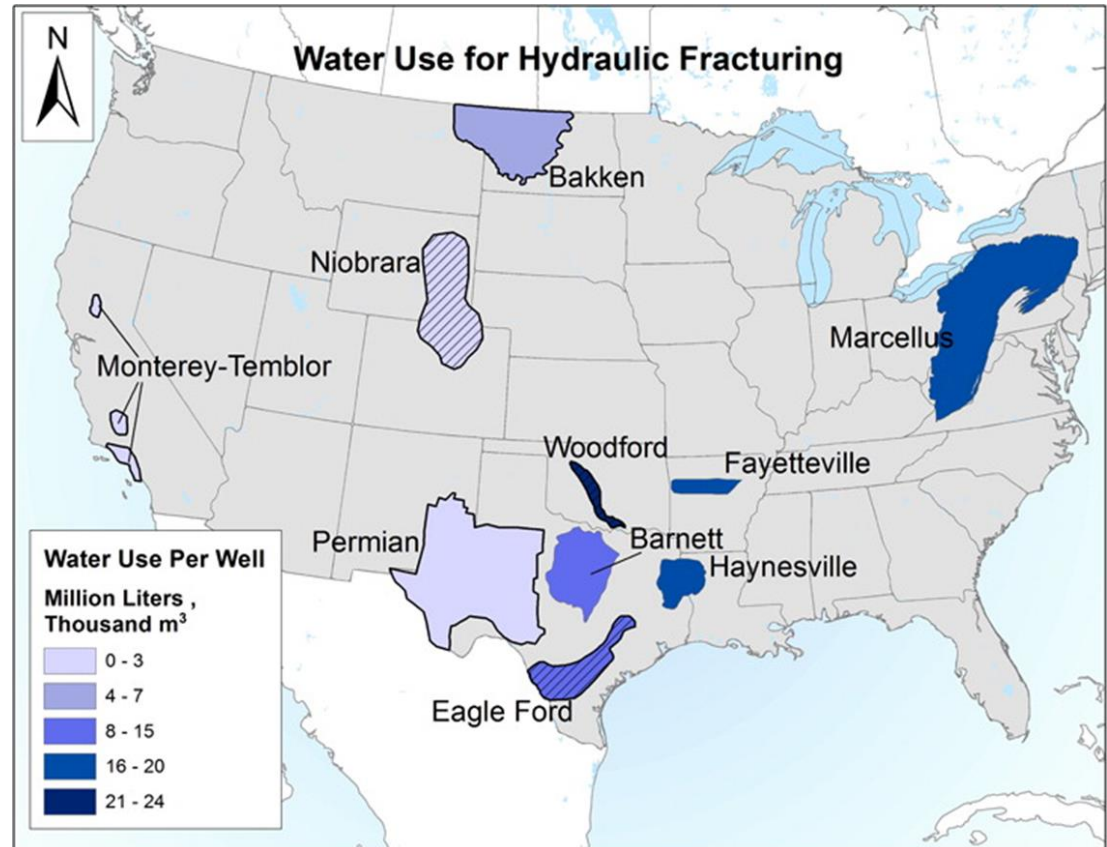 N
Water Use for Hydraulic Fracturing
Bakken
Niobrara
Marcellus
Monterey-Temblor
Woodford
Fayetteville
Permian
Barnett
Haynesville
Eagle Ford
Water Use Per Well
Million Liters ,
Thousand m³
0 - 3
4 - 7
8 - 15
16 - 20
21 - 24